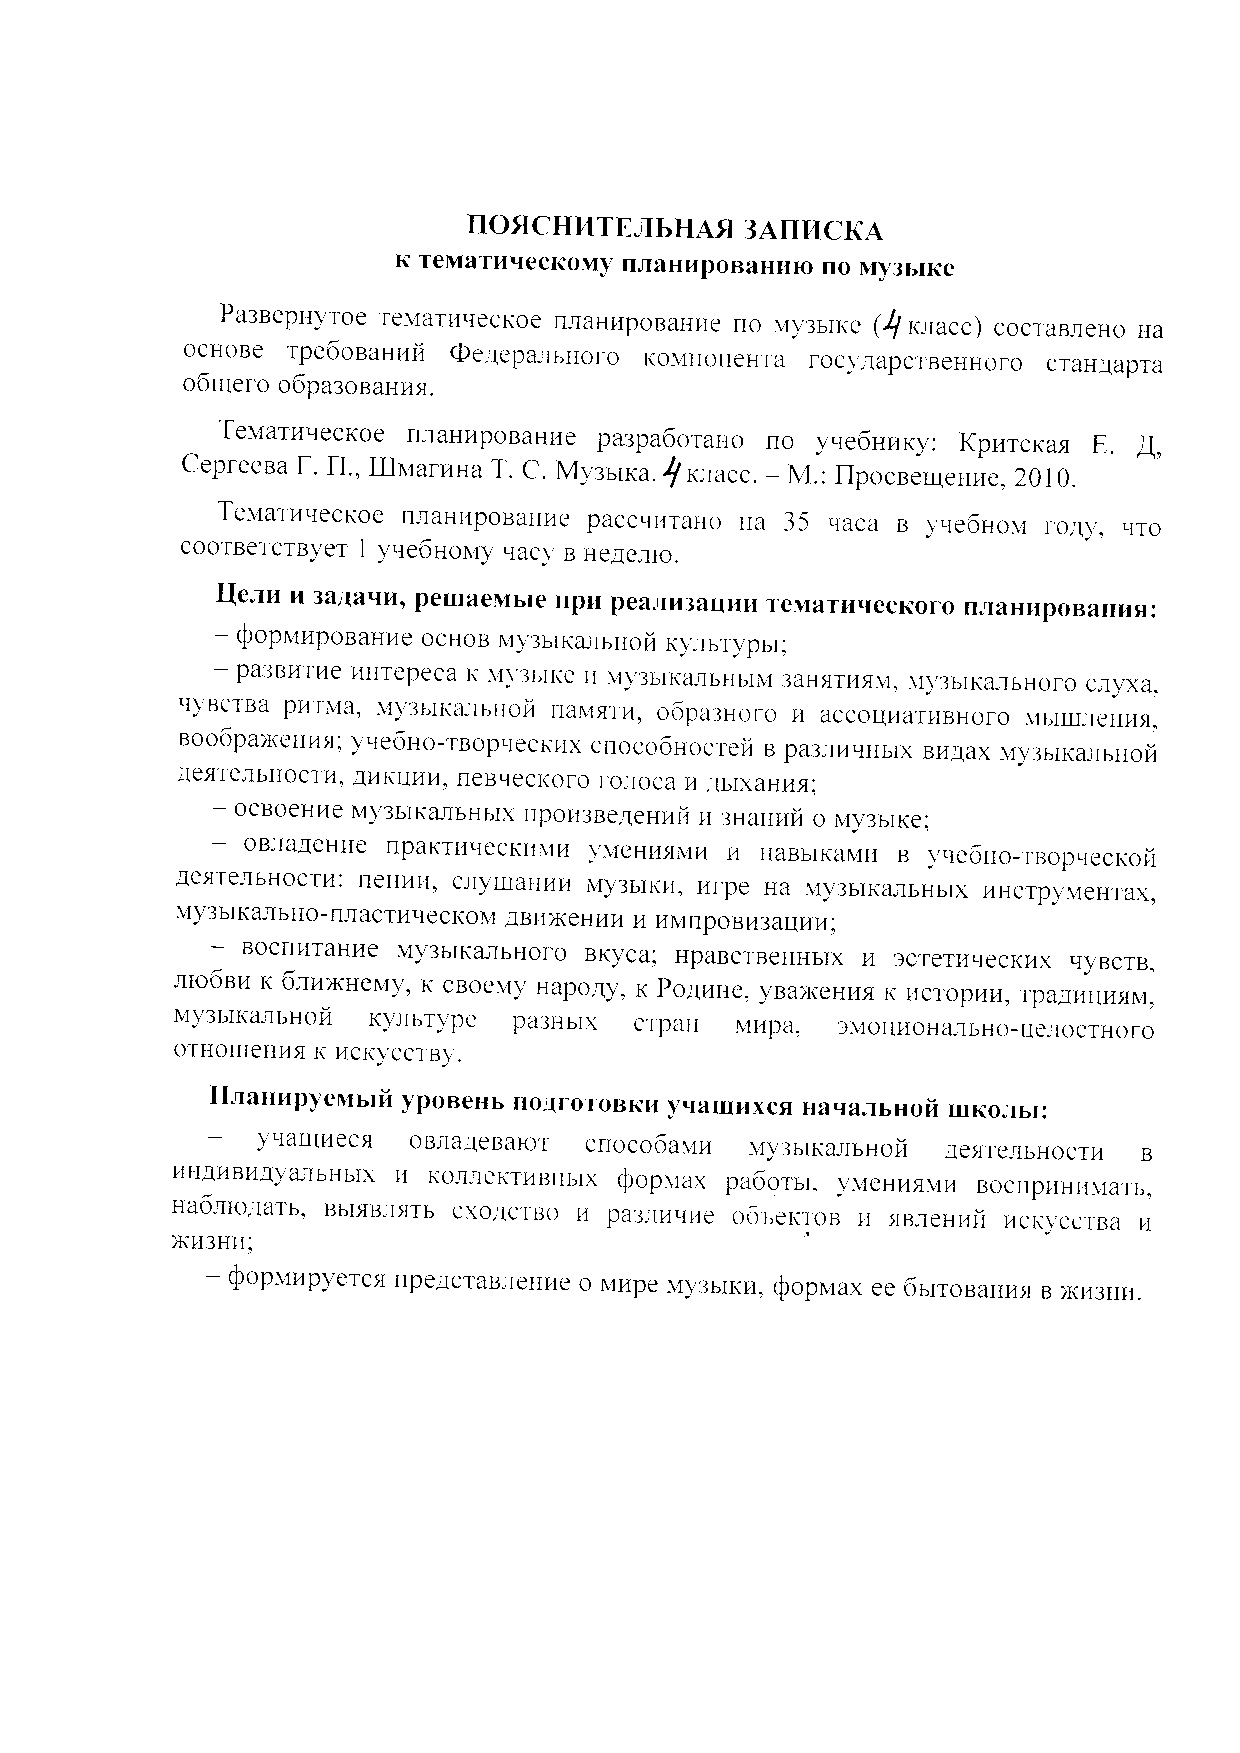 ПОЯСНИТЕЛЬНАЯ ЗАПИСКА
к тематическому планированию по музыке
Развернутое тематическое планирование по музыке (4 класс) составлено на
основе требований Федерального компонента государственного стандарта
общего образования.
Тематическое планирование разработано по учебнику: Критская Е. Д,
Сергеева Г. П., Шмагина Т. С. Музыка. 4 класс. – М.: Просвещение, 2010.
Тематическое планирование рассчитано на 35 часа в учебном году, что
соответствует 1 учебному часу в неделю.
Цели и задачи, решаемые при реализации тематического планирования:
– формирование основ музыкальной культуры;
– развитие интереса к музыке и музыкальным занятиям, музыкального слуха,
чувства ритма, музыкальной памяти, образного и ассоциативного мышления,
воображения; учебно-творческих способностей в различных видах музыкальной
деятельности, дикции, певческого голоса и дыхания;
– освоение музыкальных произведений и знаний о музыке;
– овладение практическими умениями и навыками в учебно-творческой
деятельности: пении, слушании музыки, игре на музыкальных инструментах,
музыкально-пластическом движении и импровизации;
– воспитание музыкального вкуса; нравственных и эстетических чувств,
любви к ближнему, к своему народу, к Родине, уважения к истории, традициям,
музыкальной культуре разных стран мира, эмоционально-целостного
отношения к искусству.
Планируемый уровень подготовки учащихся начальной школы:
– учащиеся овладевают способами музыкальной деятельности в
индивидуальных и коллективных формах работы, умениями воспринимать,
наблюдать, выявлять сходство и различие объектов и явлений искусства и
жизни;
– формируется представление о мире музыки, формах ее бытования в жизни.